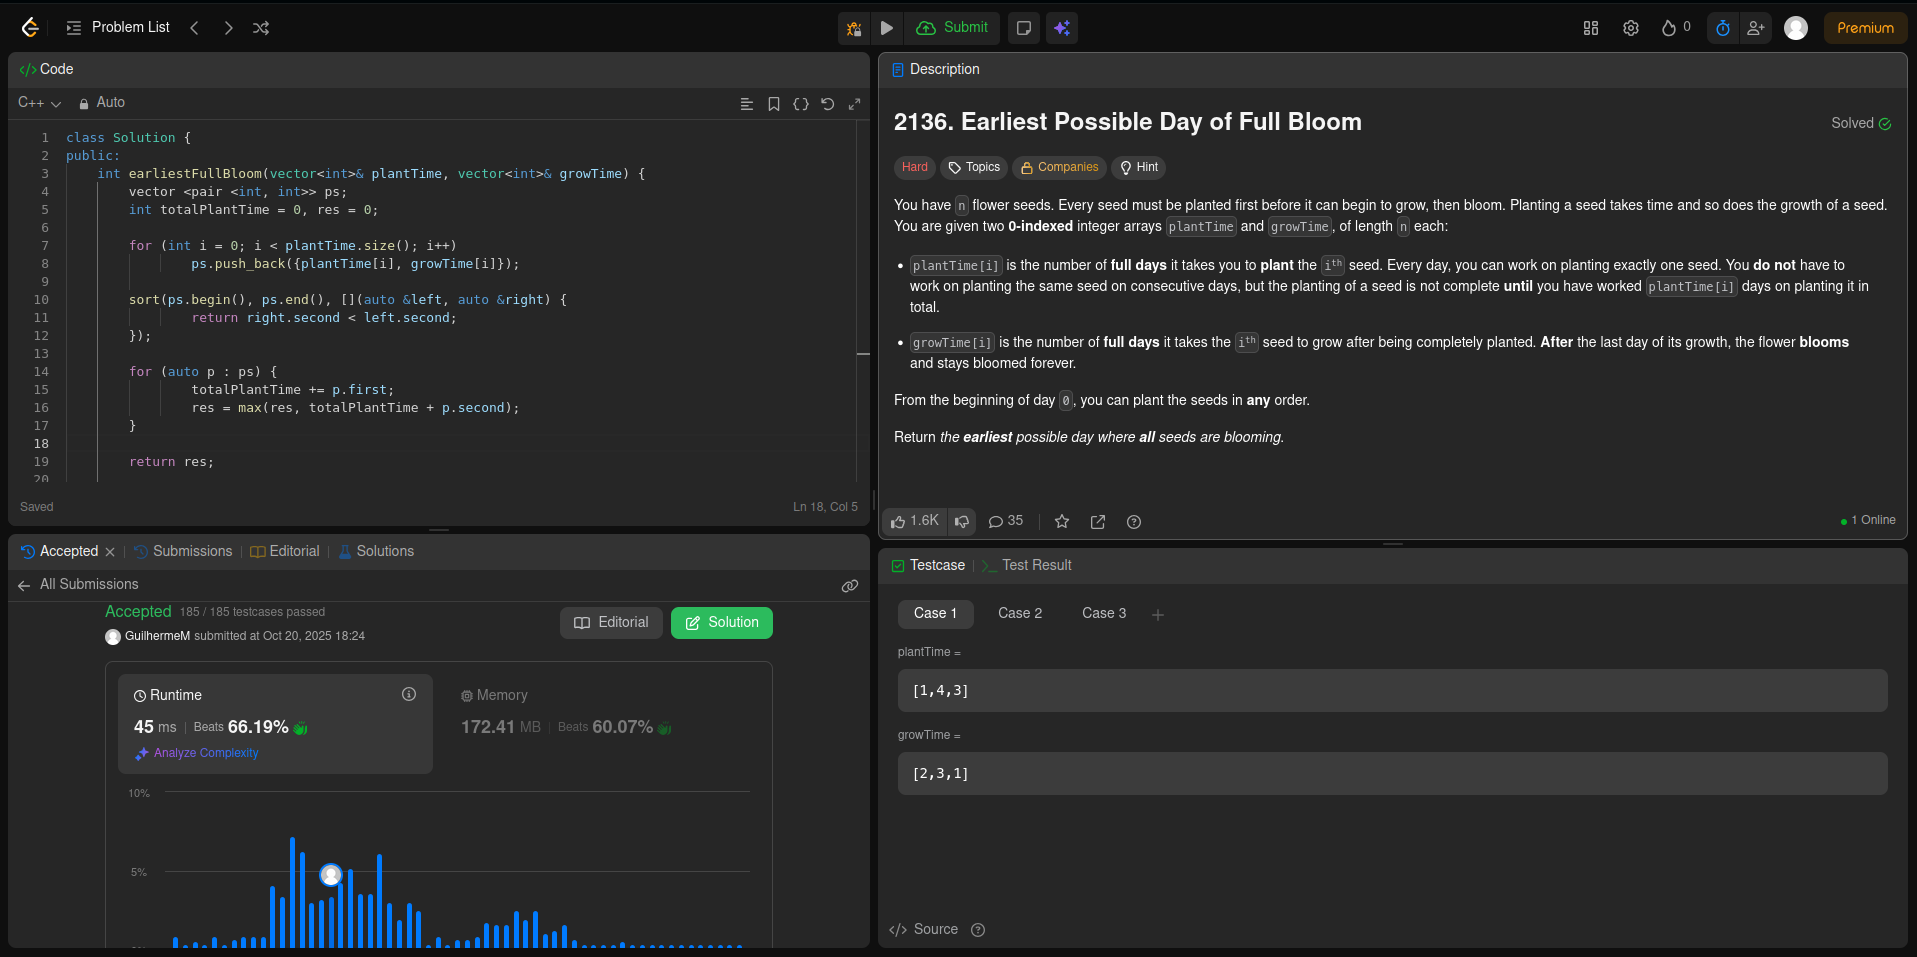 Problem List
Submit
0
Premium
</> Code
C++
Auto
1 class Solution {
2 public:
3 int earliestFullBloom(vector<int>& plantTime, vector<int>& growTime) {
4 vector <pair <int, int>> ps;
5 int totalPlantTime = 0, res = 0;
6
7 for (int i = 0; i < plantTime.size(); i++)
8 ps.push_back({plantTime[i], growTime[i]});
9
10 sort(ps.begin(), ps.end(), [](auto &left, auto &right) {
11 return right.second < left.second;
12 });
13
14 for (auto p : ps) {
15 totalPlantTime += p.first;
16 res = max(res, totalPlantTime + p.second);
17 }
18
19 return res;
20
Saved
Ln 18, Col 5
Accepted
Submissions
Editorial
Solutions
All Submissions
Accepted 185 / 185 testcases passed
GuilhermeM submitted at Oct 20, 2025 18:24
Editorial
Solution
Runtime
45 ms | Beats 66.19%
Analyze Complexity
Memory
172.41 MB | Beats 60.07%
10%
5%
Description
2136. Earliest Possible Day of Full Bloom
Solved
Hard
Topics
Companies
Hint
You have n flower seeds. Every seed must be planted first before it can begin to grow, then bloom. Planting a seed takes time and so does the growth of a seed.
You are given two 0-indexed integer arrays plantTime and growTime, of length n each:
• plantTime[i] is the number of full days it takes you to plant the ith seed. Every day, you can work on planting exactly one seed. You do not have to
work on planting the same seed on consecutive days, but the planting of a seed is not complete until you have worked plantTime[i] days on planting it in
total.
• growTime[i] is the number of full days it takes the ith seed to grow after being completely planted. After the last day of its growth, the flower blooms
and stays bloomed forever.
From the beginning of day 0, you can plant the seeds in any order.
Return the earliest possible day where all seeds are blooming.
1.6K
35
1 Online
Testcase
Test Result
Case 1
Case 2
Case 3
plantTime =
[1,4,3]
growTime =
[2,3,1]
</> Source